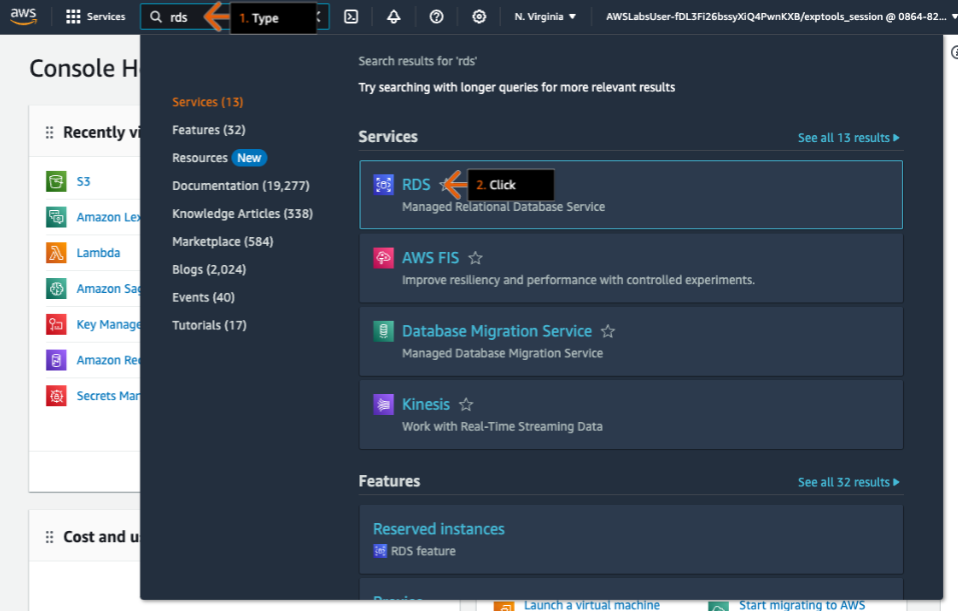 aws
Services
rds
1. Type
N. Virginia
AWSLabsUser-fDL3Fi26bssyXiQ4PwnKXB/exptools_session @ 0864-82...
Console H
Recently vi
S3
Amazon Lex
Lambda
Amazon Sag
Key Manage
Amazon Rec
Secrets Man
Cost and u
Services (13)
Features (32)
Resources New
Documentation (19,277)
Knowledge Articles (338)
Marketplace (584)
Blogs (2,024)
Events (40)
Tutorials (17)
Search results for 'rds'
Try searching with longer queries for more relevant results
Services
See all 13 results
RDS
2. Click
Managed Relational Database Service
AWS FIS
Improve resiliency and performance with controlled experiments.
Database Migration Service
Managed Database Migration Service
Kinesis
Work with Real-Time Streaming Data
Features
See all 32 results
Reserved instances
RDS feature
Launch a virtual machine
Start migrating to AWS